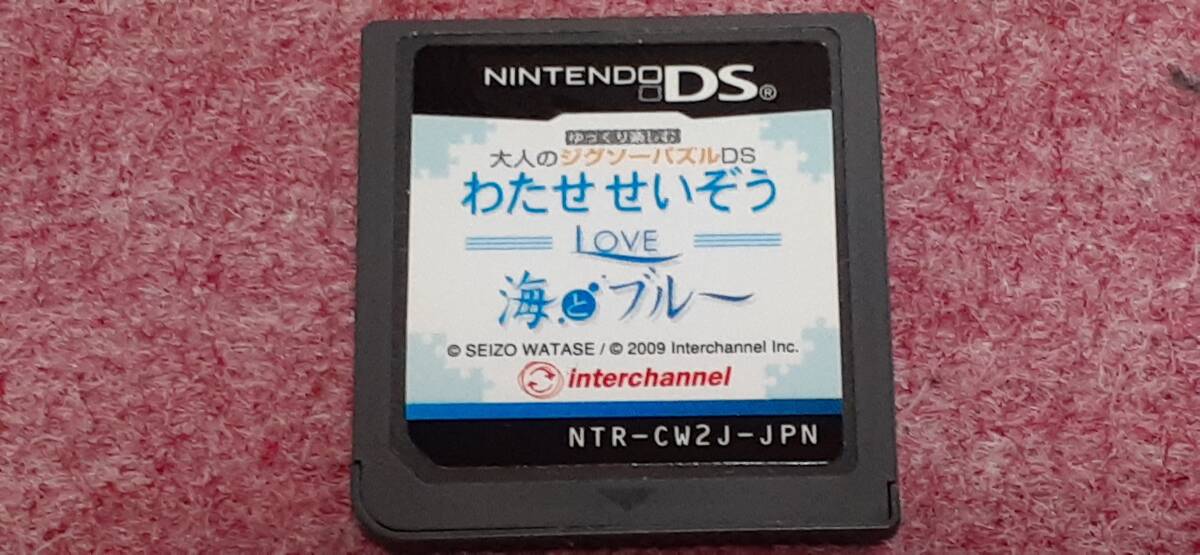 NINTENDO DS®
ゆっくり楽しむ
大人のジグソーパズルDS
わたせせいぞう
LOVE
海とブルー
© SEIZO WATASE / © 2009 Interchannel Inc.
interchannel
NTR-CW2J-JPN